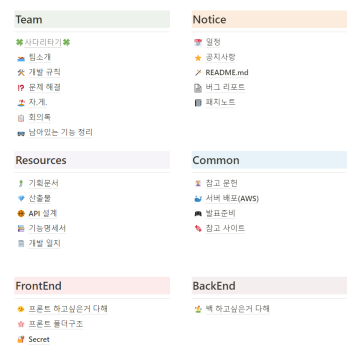 Team
사다리타기
팀소개
개발 규칙
문제 해결
자.게.
회의록
남아있는 기능 정리
Notice
일정
공지사항
README.md
버그 리포트
패치노트
Resources
기획문서
산출물
API 설계
기능명세서
개발 일지
Common
참고 문헌
서버 배포(AWS)
발표준비
참고 사이트
FrontEnd
프론트 하고싶은거 다해
프론트 폴더구조
Secret
BackEnd
백 하고싶은거 다해